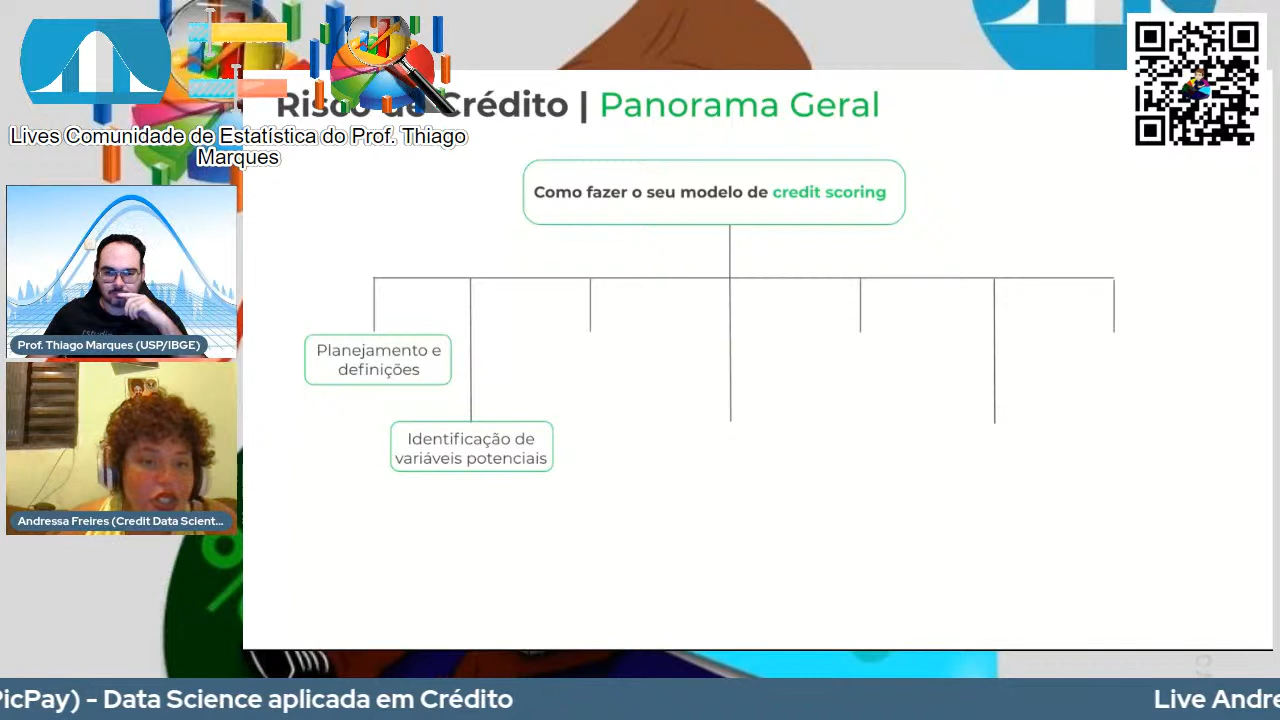 Risco de Crédito | Panorama Geral
Lives Comunidade de Estatística do Prof. Thiago
Marques
Como fazer o seu modelo de credit scoring
Planejamento e
definições
Identificação de
variáveis potenciais
Prof. Thiago Marques (USP/IBGE)
Andressa Freires (Credit Data Scient...
PicPay) - Data Science aplicada em Crédito
Live Andre